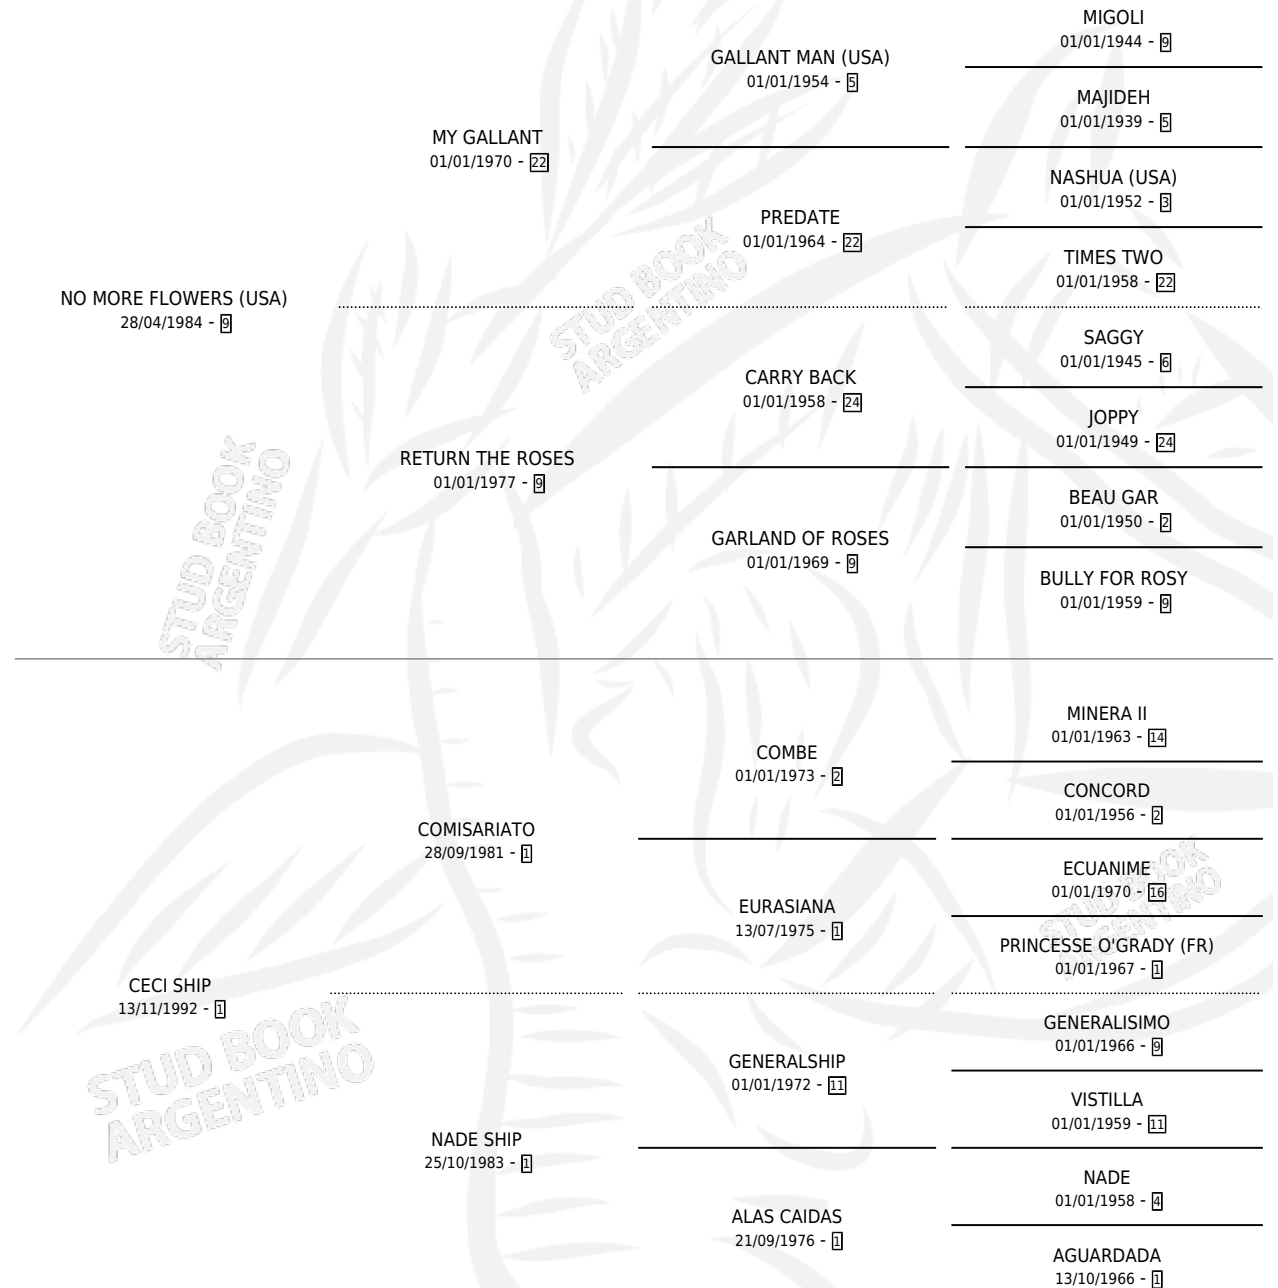 MIGOLI
01/01/1944 - 9
GALLANT MAN (USA)
01/01/1954 - 5
MAJIDEH
01/01/1939 - 5
MY GALLANT
01/01/1970 - 22
NASHUA (USA)
01/01/1952 - 3
PREDATE
01/01/1964 - 22
TIMES TWO
01/01/1958 - 22
NO MORE FLOWERS (USA)
28/04/1984 - 9
SAGGY
01/01/1945 - 6
CARRY BACK
01/01/1958 - 24
JOPPY
01/01/1949 - 24
RETURN THE ROSES
01/01/1977 - 9
BEAU GAR
01/01/1950 - 2
GARLAND OF ROSES
01/01/1969 - 9
BULLY FOR ROSY
01/01/1959 - 9
STUD BOOK
ARGENTINO
STUD BOOK
ARGENTINO
MINERA II
01/01/1963 - 14
COMBE
01/01/1973 - 2
CONCORD
01/01/1956 - 2
COMISARIATO
28/09/1981 - 1
ECUANIME
01/01/1970 - 16
EURASIANA
13/07/1975 - 1
PRINCESSE O'GRADY (FR)
01/01/1967 - 1
CECI SHIP
13/11/1992 - 1
GENERALISIMO
01/01/1966 - 9
GENERALSHIP
01/01/1972 - 11
VISTILLA
01/01/1959 - 11
NADE SHIP
25/10/1983 - 1
NADE
01/01/1958 - 4
ALAS CAIDAS
21/09/1976 - 1
AGUARDADA
13/10/1966 - 1
STUD BOOK
ARGENTINO
STUD BOOK
ARGENTINO